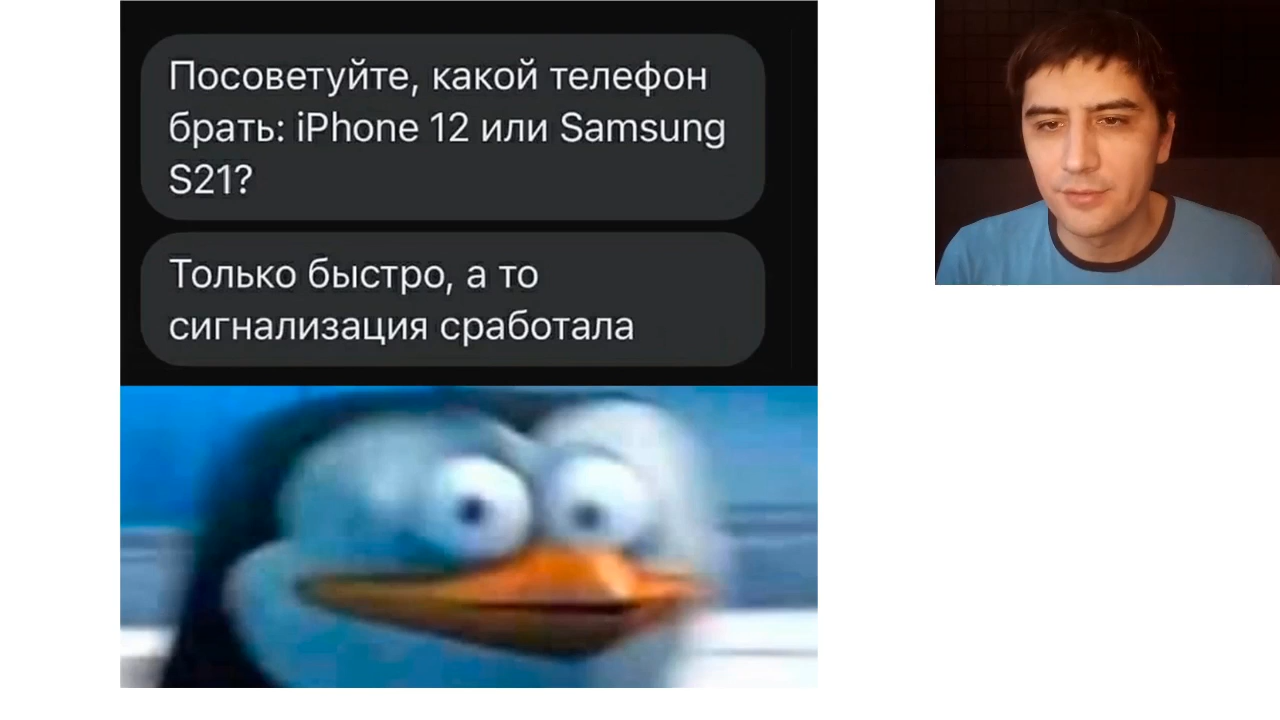 Посоветуйте, какой телефон
брать: iPhone 12 или Samsung
S21?
Только быстро, а то
сигнализация сработала